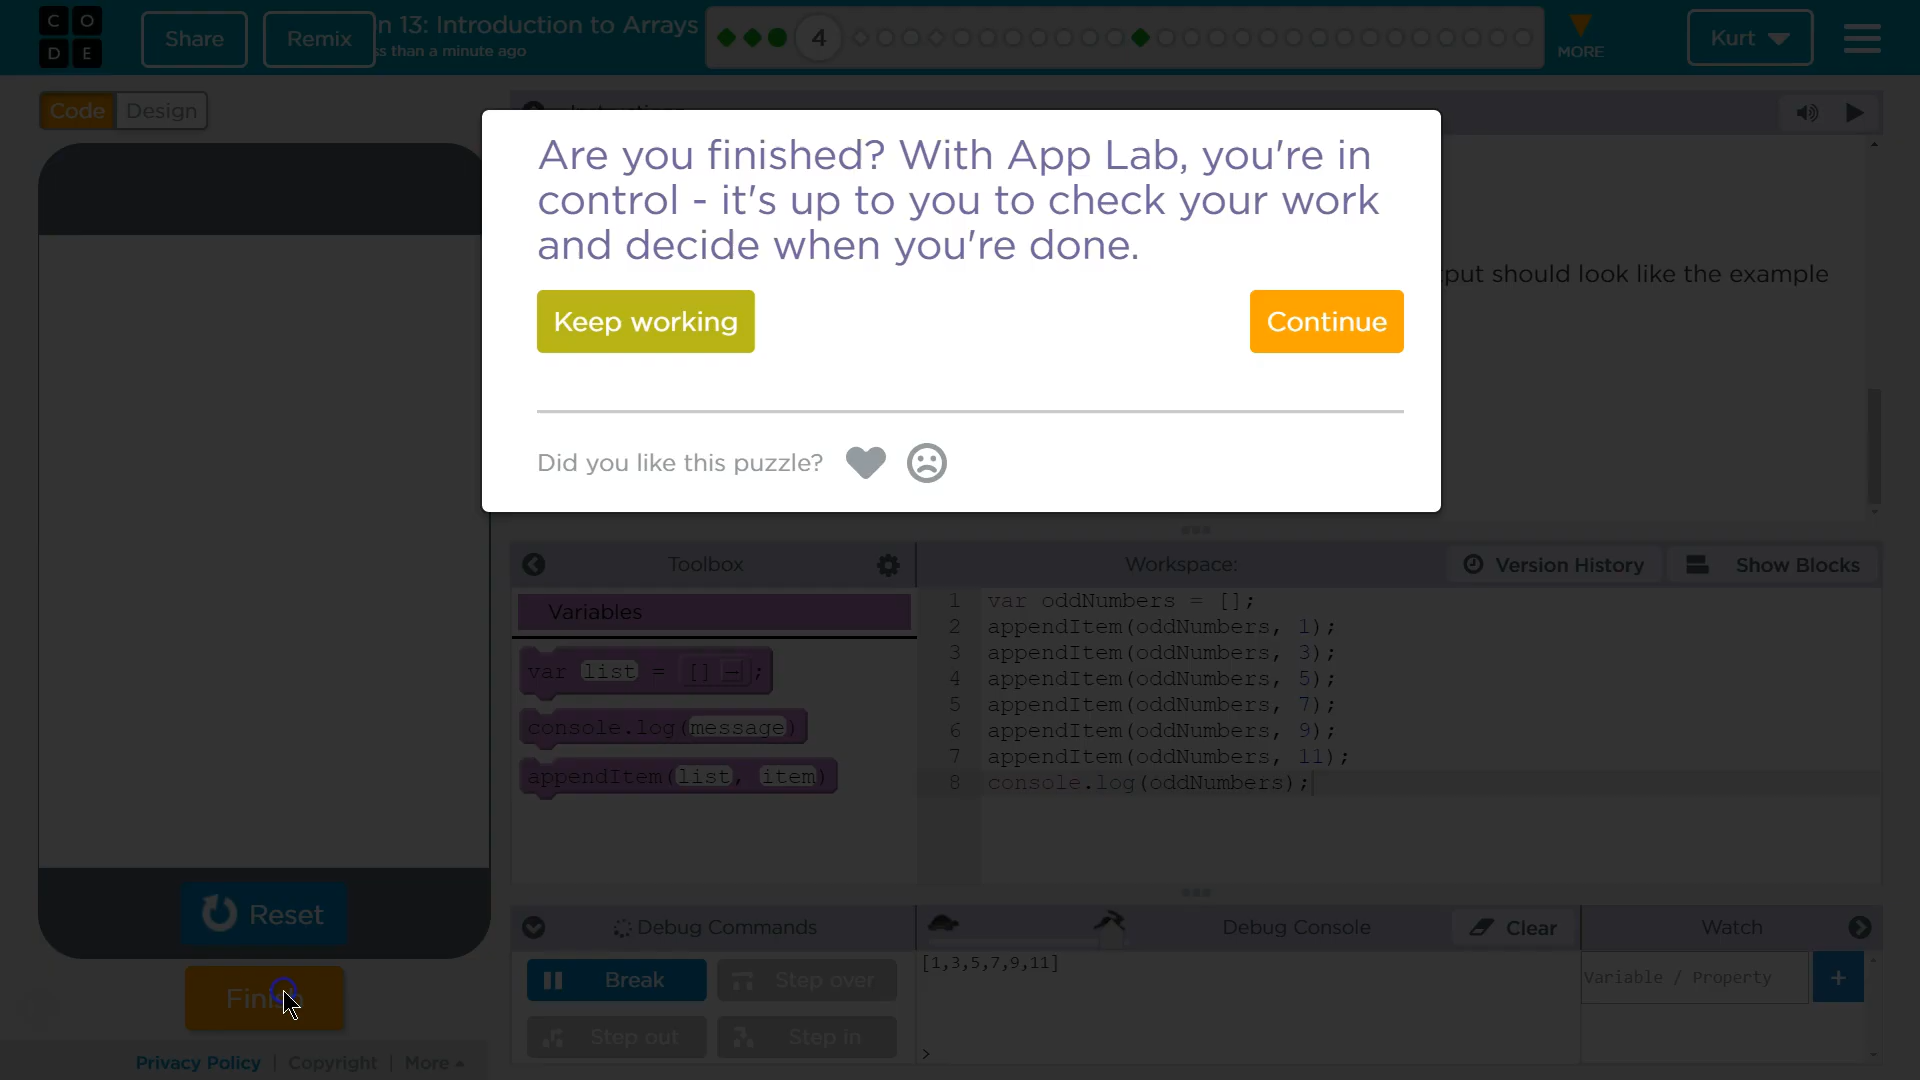 C O
D E
Share
Remix
n 13: Introduction to Arrays
ss than a minute ago
4
MORE
Kurt
Code
Design
Are you finished? With App Lab, you're in
control - it's up to you to check your work
and decide when you're done.
put should look like the example
Keep working
Continue
Did you like this puzzle?
Toolbox
Workspace:
Version History
Show Blocks
Variables
var list = [];
console.log(message)
appendItem(list, item)
1 var oddNumbers = [];
2 appendItem(oddNumbers, 1);
3 appendItem(oddNumbers, 3);
4 appendItem(oddNumbers, 5);
5 appendItem(oddNumbers, 7);
6 appendItem(oddNumbers, 9);
7 appendItem(oddNumbers, 11);
8 console.log(oddNumbers);
Reset
Finish
Debug Commands
Debug Console
Clear
Watch
Break
Step over
Step out
Step in
[1,3,5,7,9,11]
>
Variable / Property
+
Privacy Policy | Copyright | More